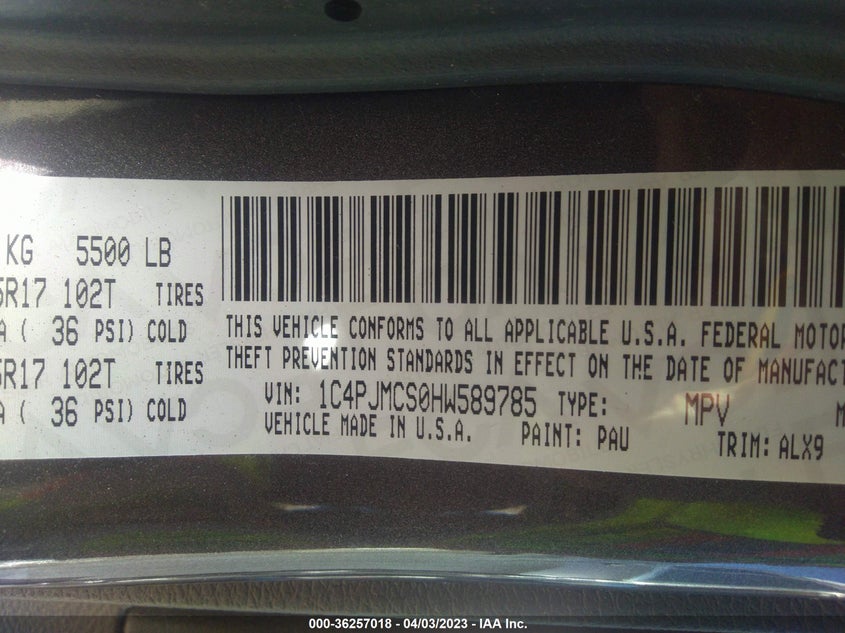 KG 5500 LB
5R17 102T TIRES
A ( 36 PSI) COLD
5R17 102T TIRES
A ( 36 PSI) COLD
THIS VEHICLE CONFORMS TO ALL APPLICABLE U.S.A. FEDERAL MOTOR
THEFT PREVENTION STANDARDS IN EFFECT ON THE DATE OF MANUFACT
VIN: 1C4PJMCS0HW589785 TYPE: MPV M
VEHICLE MADE IN U.S.A. PAINT: PAU TRIM: ALX9
000-36257018 - 04/03/2023 - IAA Inc.